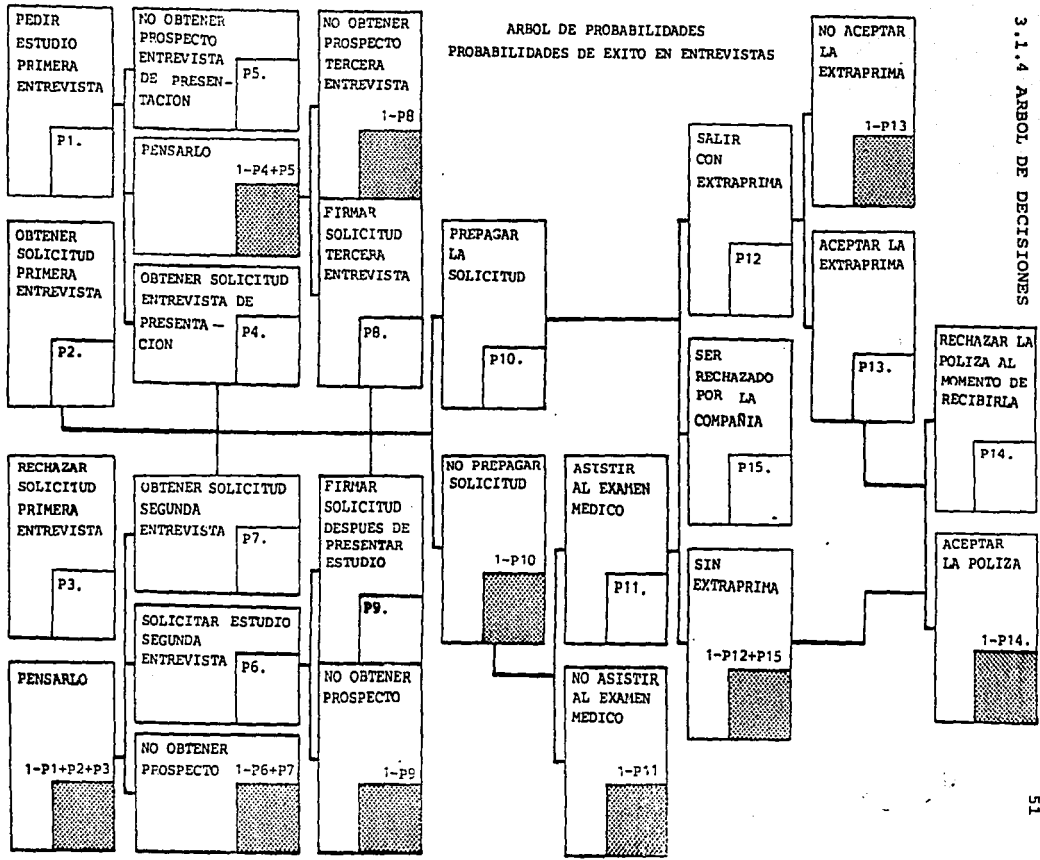 3.1.4 ARBOL DE DECISIONES
51
ARBOL DE PROBABILIDADES
PROBABILIDADES DE EXITO EN ENTREVISTAS
PEDIR
ESTUDIO
PRIMERA
ENTREVISTA
P1.
OBTENER
SOLICITUD
PRIMERA
ENTREVISTA
P2.
RECHAZAR
SOLICITUD
PRIMERA
ENTREVISTA
P3.
PENSARLO
1-P1+P2+P3
NO OBTENER
PROSPECTO
ENTREVISTA
DE PRESEN-
TACION
P5.
PENSARLO
1-P4+P5
OBTENER SOLICITUD
ENTREVISTA DE
PRESENTA-
CION
P4.
OBTENER SOLICITUD
SEGUNDA
ENTREVISTA
P7.
SOLICITAR ESTUDIO
SEGUNDA
ENTREVISTA
P6.
NO OBTENER
PROSPECTO
1-P6+P7
NO OBTENER
PROSPECTO
TERCERA
ENTREVISTA
1-P8
FIRMAR
SOLICITUD
TERCERA
ENTREVISTA
P8.
FIRMAR
SOLICITUD
DESPUES DE
PRESENTAR
ESTUDIO
P9.
NO OBTENER
PROSPECTO
1-P9
PREPAGAR
LA
SOLICITUD
P10.
NO PREPAGAR
SOLICITUD
1-P10
ASISTIR
AL EXAMEN
MEDICO
P11.
NO ASISTIR
AL EXAMEN
MEDICO
1-P11
SALIR
CON
EXTRAPRIMA
P12
SER
RECHAZADO
POR LA
COMPAÑIA
P15.
SIN
EXTRAPRIMA
1-P12+P15
NO ACEPTAR
LA
EXTRAPRIMA
1-P13
ACEPTAR LA
EXTRAPRIMA
P13.
RECHAZAR LA
POLIZA AL
MOMENTO DE
RECIBIRLA
P14.
ACEPTAR
LA POLIZA
1-P14.